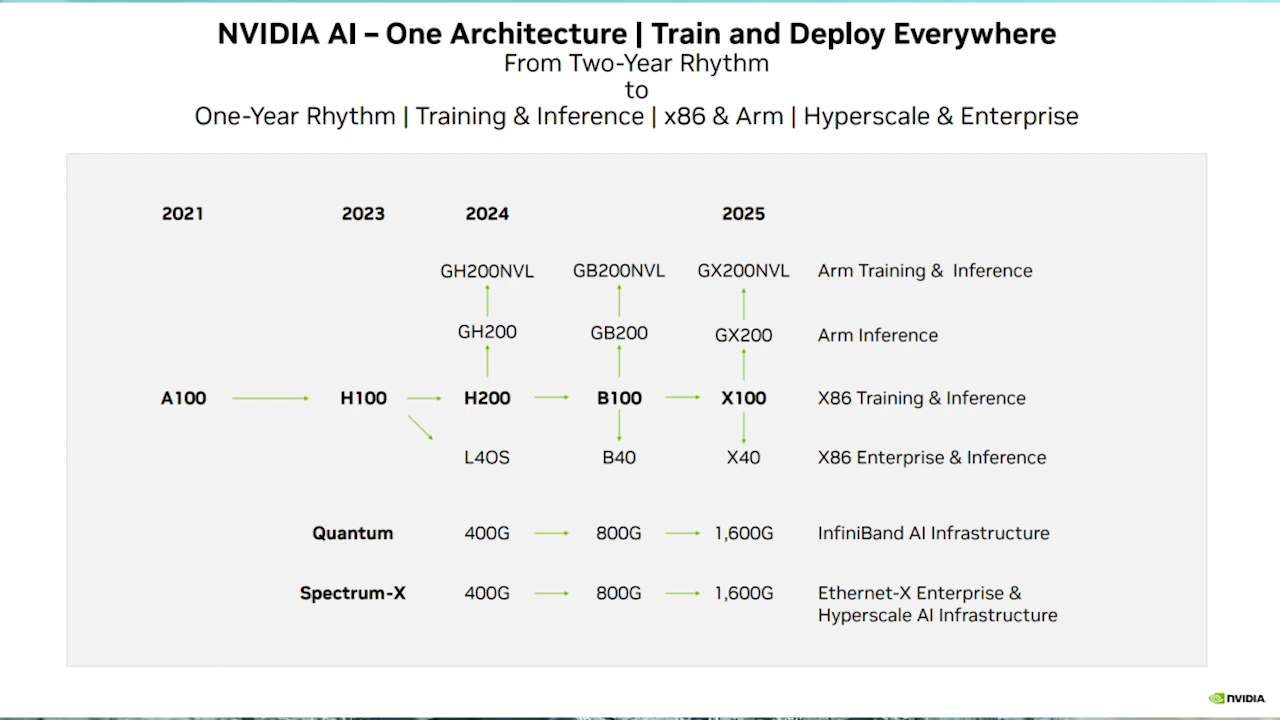 NVIDIA AI – One Architecture | Train and Deploy Everywhere
From Two-Year Rhythm
to
One-Year Rhythm | Training & Inference | x86 & Arm | Hyperscale & Enterprise
2021 2023 2024 2025
GH200NVL GB200NVL GX200NVL Arm Training & Inference
GH200 GB200 GX200 Arm Inference
A100 H100 H200 B100 X100 X86 Training & Inference
L4OS B40 X40 X86 Enterprise & Inference
Quantum 400G 800G 1,600G InfiniBand AI Infrastructure
Spectrum-X 400G 800G 1,600G Ethernet-X Enterprise &
Hyperscale AI Infrastructure
NVIDIA